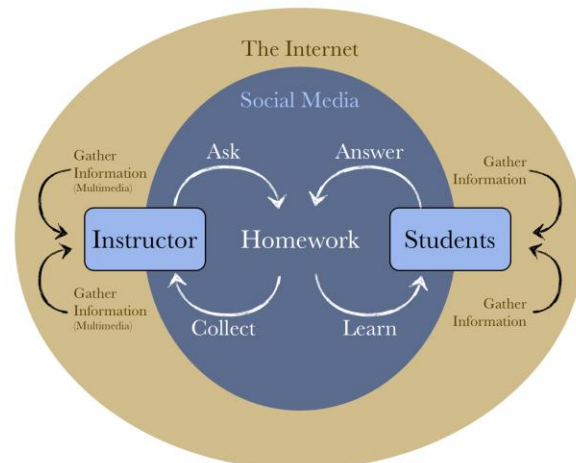 The Internet
Social Media
Ask
Answer
Gather
Information
(Multimedia)
Gather
Information
Instructor
Homework
Students
Gather
Information
(Multimedia)
Gather
Information
Collect
Learn